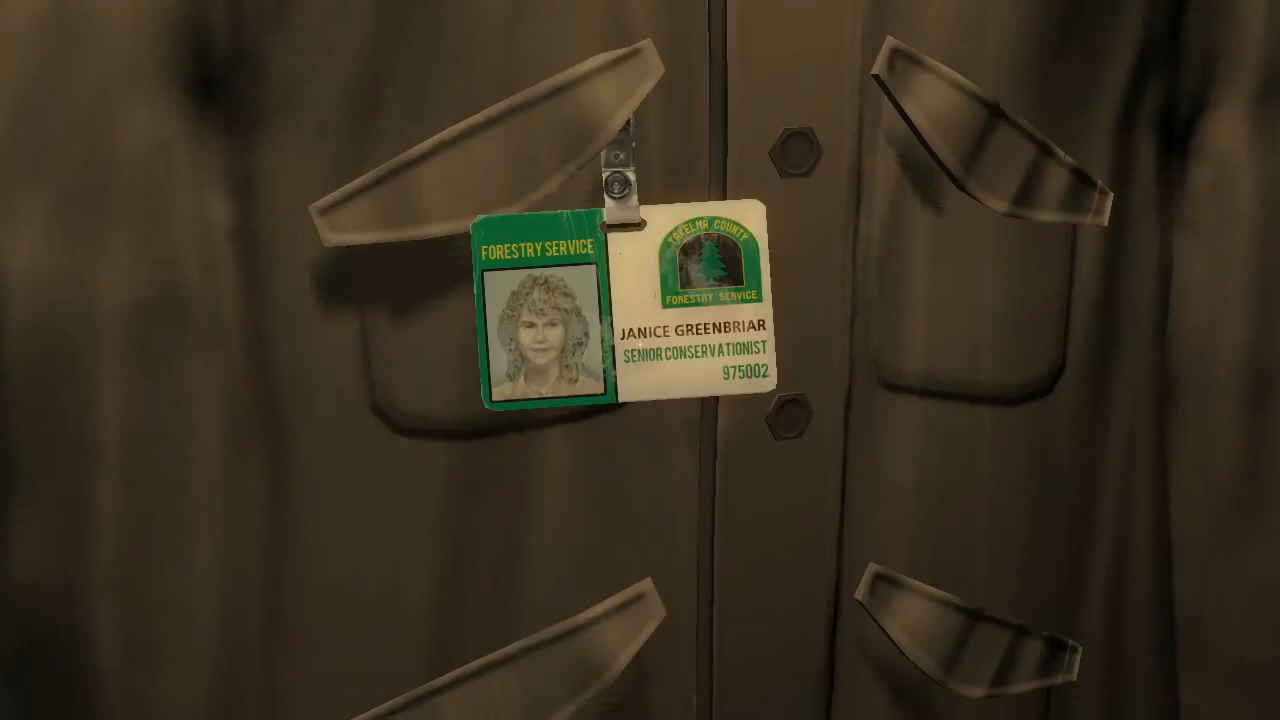 FORESTRY SERVICE
TAKELMA COUNTY
FORESTRY SERVICE
JANICE GREENBRIAR
SENIOR CONSERVATIONIST
975002